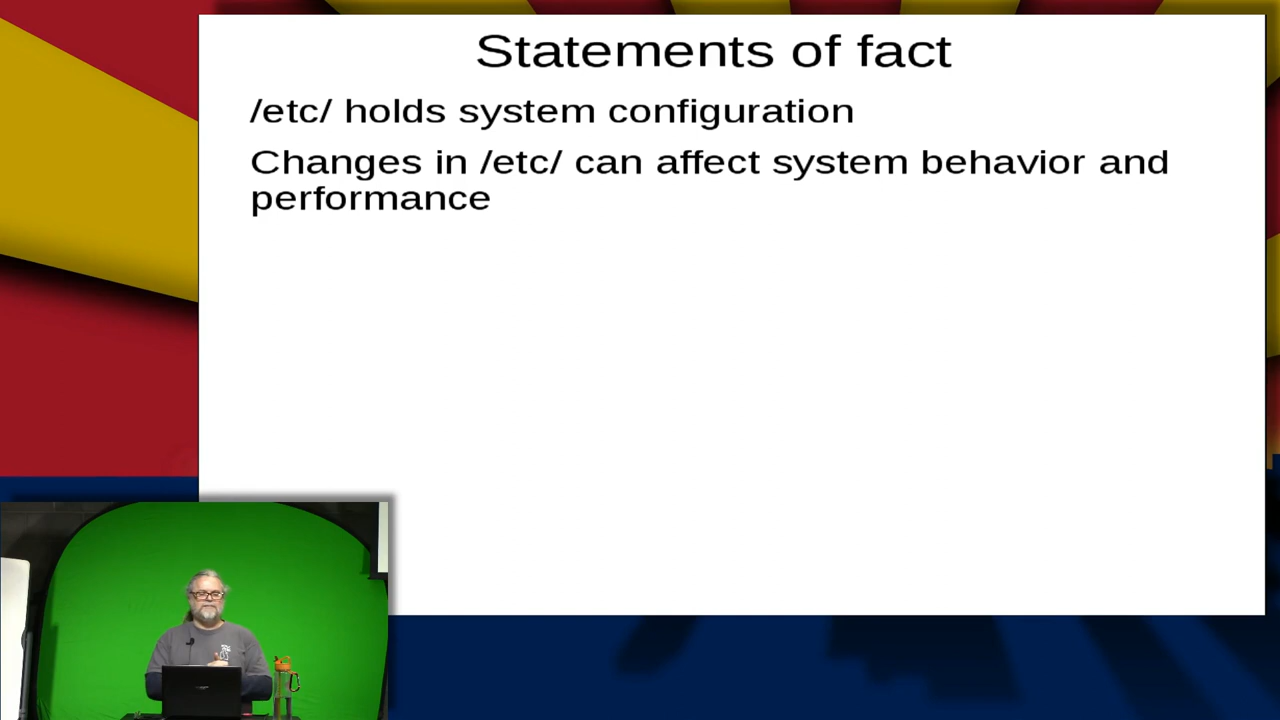 Statements of fact
/etc/ holds system configuration
Changes in /etc/ can affect system behavior and
performance